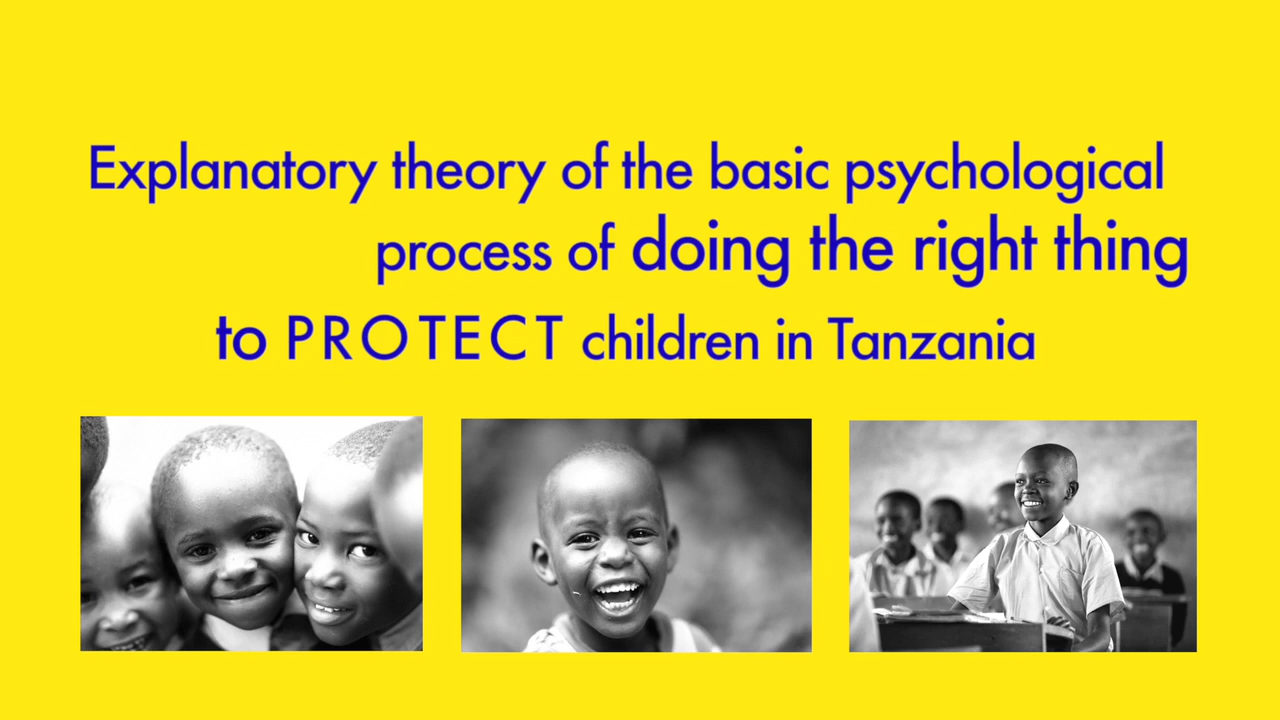 Explanatory theory of the basic psychological
process of doing the right thing
to PROTECT children in Tanzania